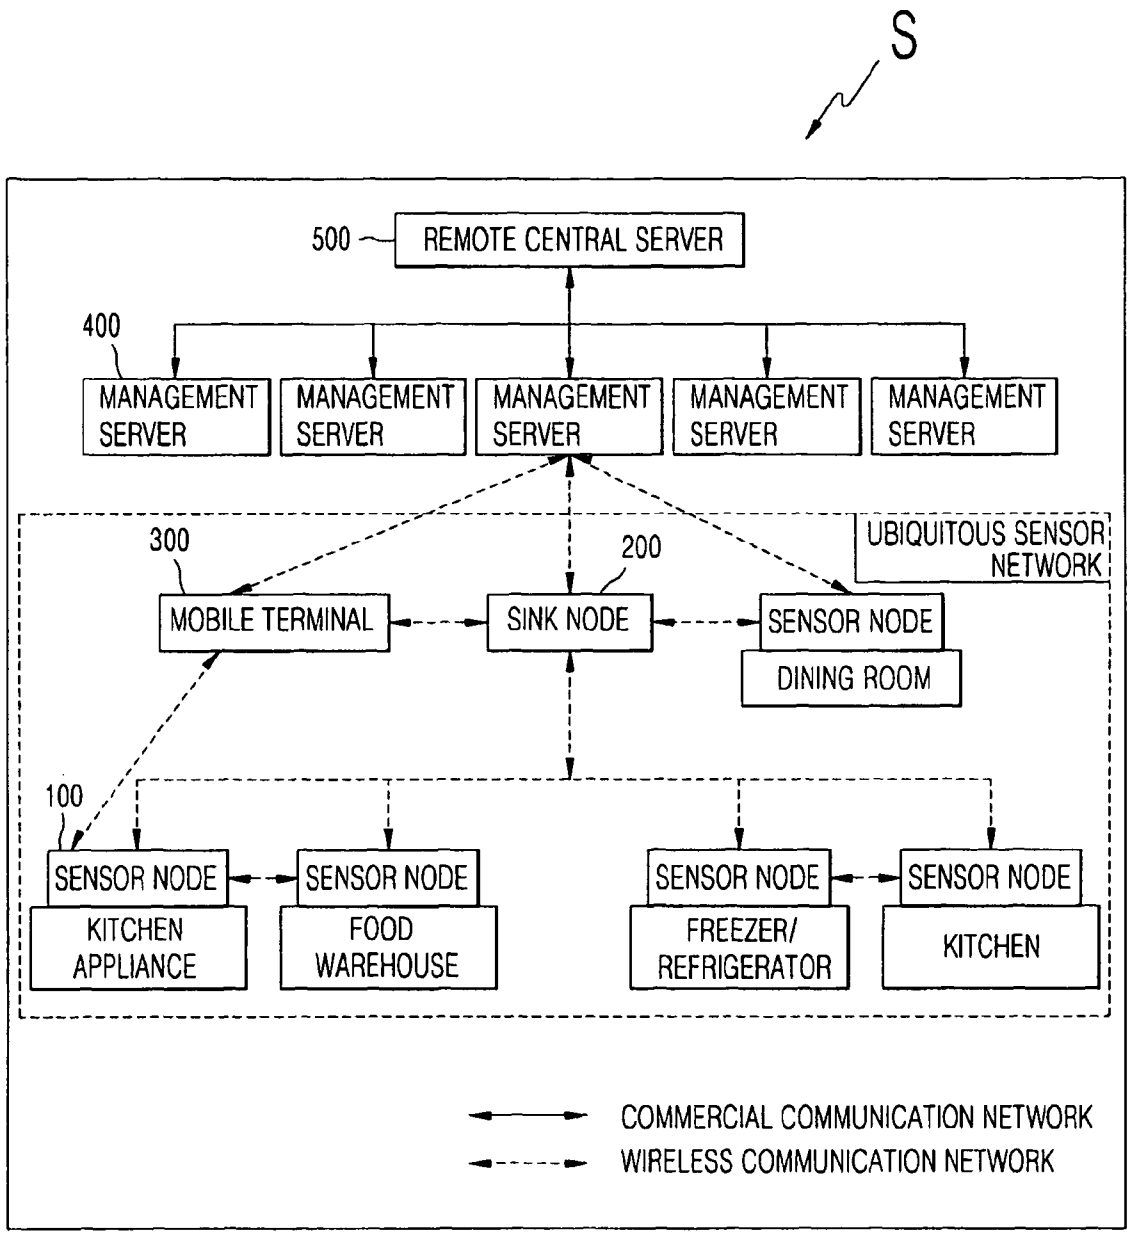 S
500
REMOTE CENTRAL SERVER
400
MANAGEMENT
SERVER
MANAGEMENT
SERVER
MANAGEMENT
SERVER
MANAGEMENT
SERVER
MANAGEMENT
SERVER
UBIQUITOUS SENSOR
NETWORK
300
MOBILE TERMINAL
200
SINK NODE
SENSOR NODE
DINING ROOM
100
SENSOR NODE
KITCHEN
APPLIANCE
SENSOR NODE
FOOD
WAREHOUSE
SENSOR NODE
FREEZER/
REFRIGERATOR
SENSOR NODE
KITCHEN
COMMERCIAL COMMUNICATION NETWORK
WIRELESS COMMUNICATION NETWORK